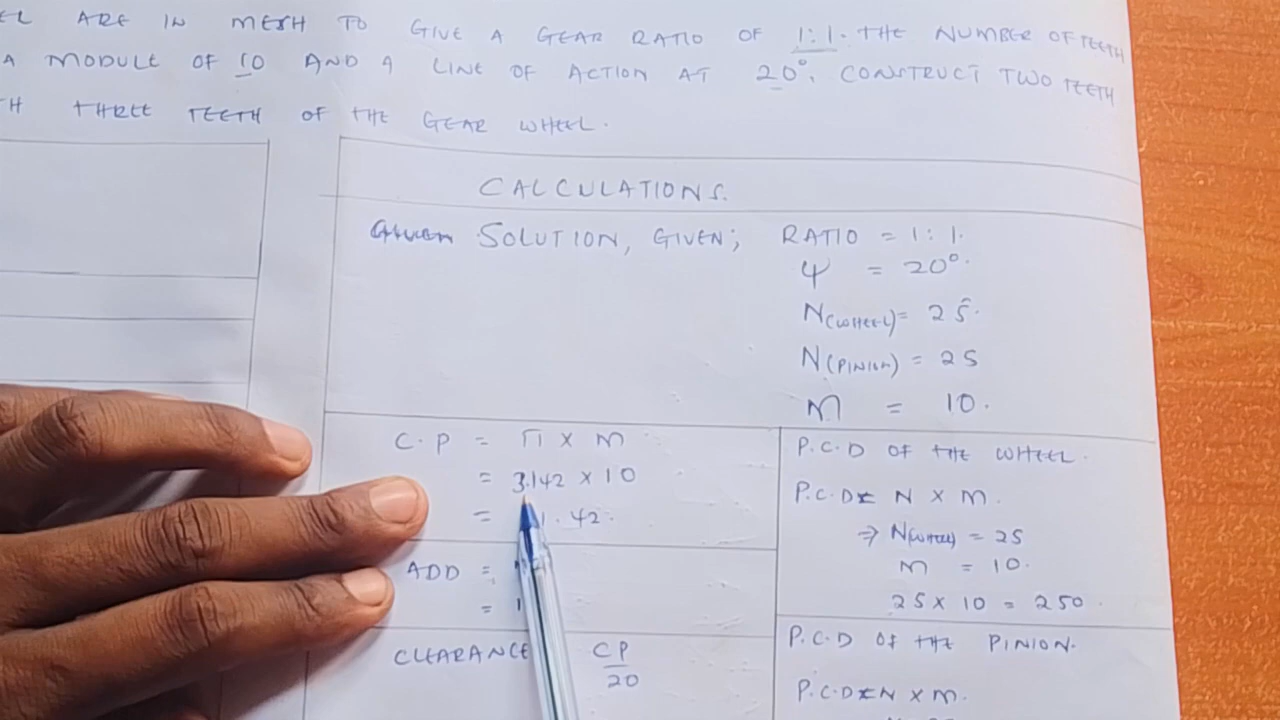 ARE IN MESH TO GIVE A GEAR RATIO OF 1:1. THE NUMBER OF TEETH
A MODULE OF 10 AND A LINE OF ACTION AT 20°. CONSTRUCT TWO TEETH
THREE TEETH OF THE GEAR WHEEL.
CALCULATIONS.
SOLUTION, GIVEN; RATIO = 1:1.
Ψ = 20°.
N(WHEEL) = 25.
N(PINION) = 25
M = 10.
C.P = Π X M
= 3.142 X 10
1.42.
ADD =
= 1
CLEARANCE CP
20
P.C.D OF THE WHEEL.
P.C.D = N X M.
⇒ N(WHEEL) = 25
M = 10.
25 X 10 = 250.
P.C.D OF THE PINION.
P.C.D = N X M.